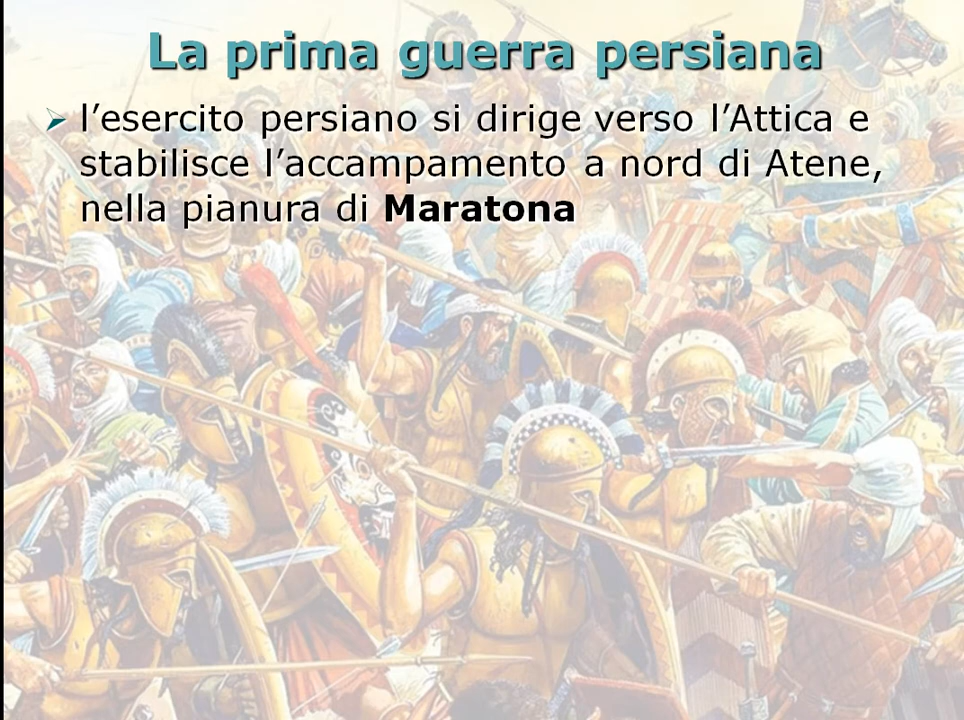 La prima guerra persiana
l’esercito persiano si dirige verso l’Attica e
stabilisce l’accampamento a nord di Atene,
nella pianura di Maratona